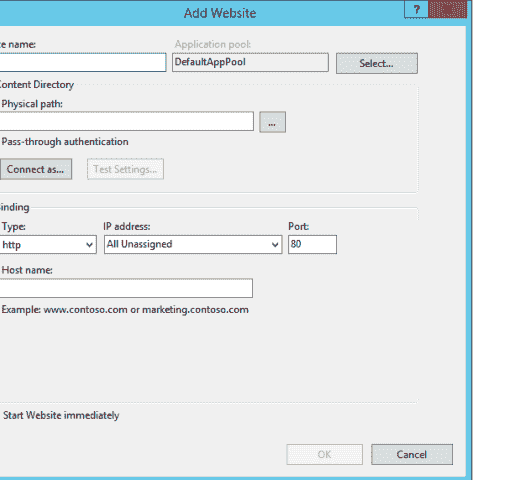 Add Website
?
te name:
Application pool:
DefaultAppPool
Select...
Content Directory
Physical path:
...
Pass-through authentication
Connect as...
Test Settings...
inding
Type:
IP address:
Port:
http
All Unassigned
80
Host name:
Example: www.contoso.com or marketing.contoso.com
Start Website immediately
OK
Cancel